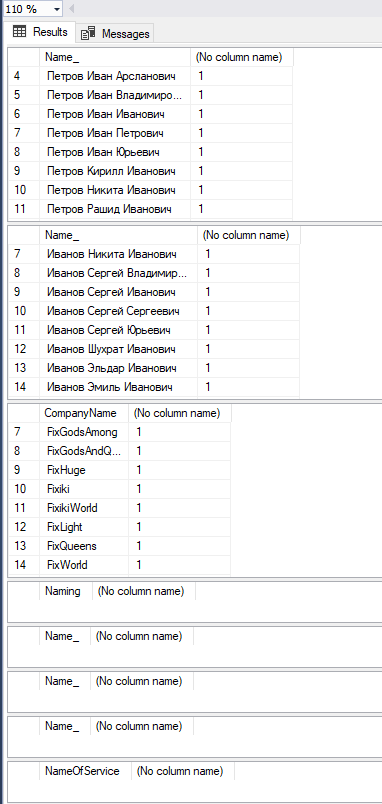 110 %
Results Messages
Name_ (No column name)
4 Петров Иван Арсланович 1
5 Петров Иван Владимиро... 1
6 Петров Иван Иванович 1
7 Петров Иван Петрович 1
8 Петров Иван Юрьевич 1
9 Петров Кирилл Иванович 1
10 Петров Никита Иванович 1
11 Петров Рашид Иванович 1
Name_ (No column name)
7 Иванов Никита Иванович 1
8 Иванов Сергей Владимир... 1
9 Иванов Сергей Иванович 1
10 Иванов Сергей Сергеевич 1
11 Иванов Сергей Юрьевич 1
12 Иванов Шухрат Иванович 1
13 Иванов Эльдар Иванович 1
14 Иванов Эмиль Иванович 1
CompanyName (No column name)
7 FixGodsAmong 1
8 FixGodsAndQ... 1
9 FixHuge 1
10 Fixiki 1
11 FixikiWorld 1
12 FixLight 1
13 FixQueens 1
14 FixWorld 1
Naming (No column name)
Name_ (No column name)
Name_ (No column name)
Name_ (No column name)
NameOfService (No column name)